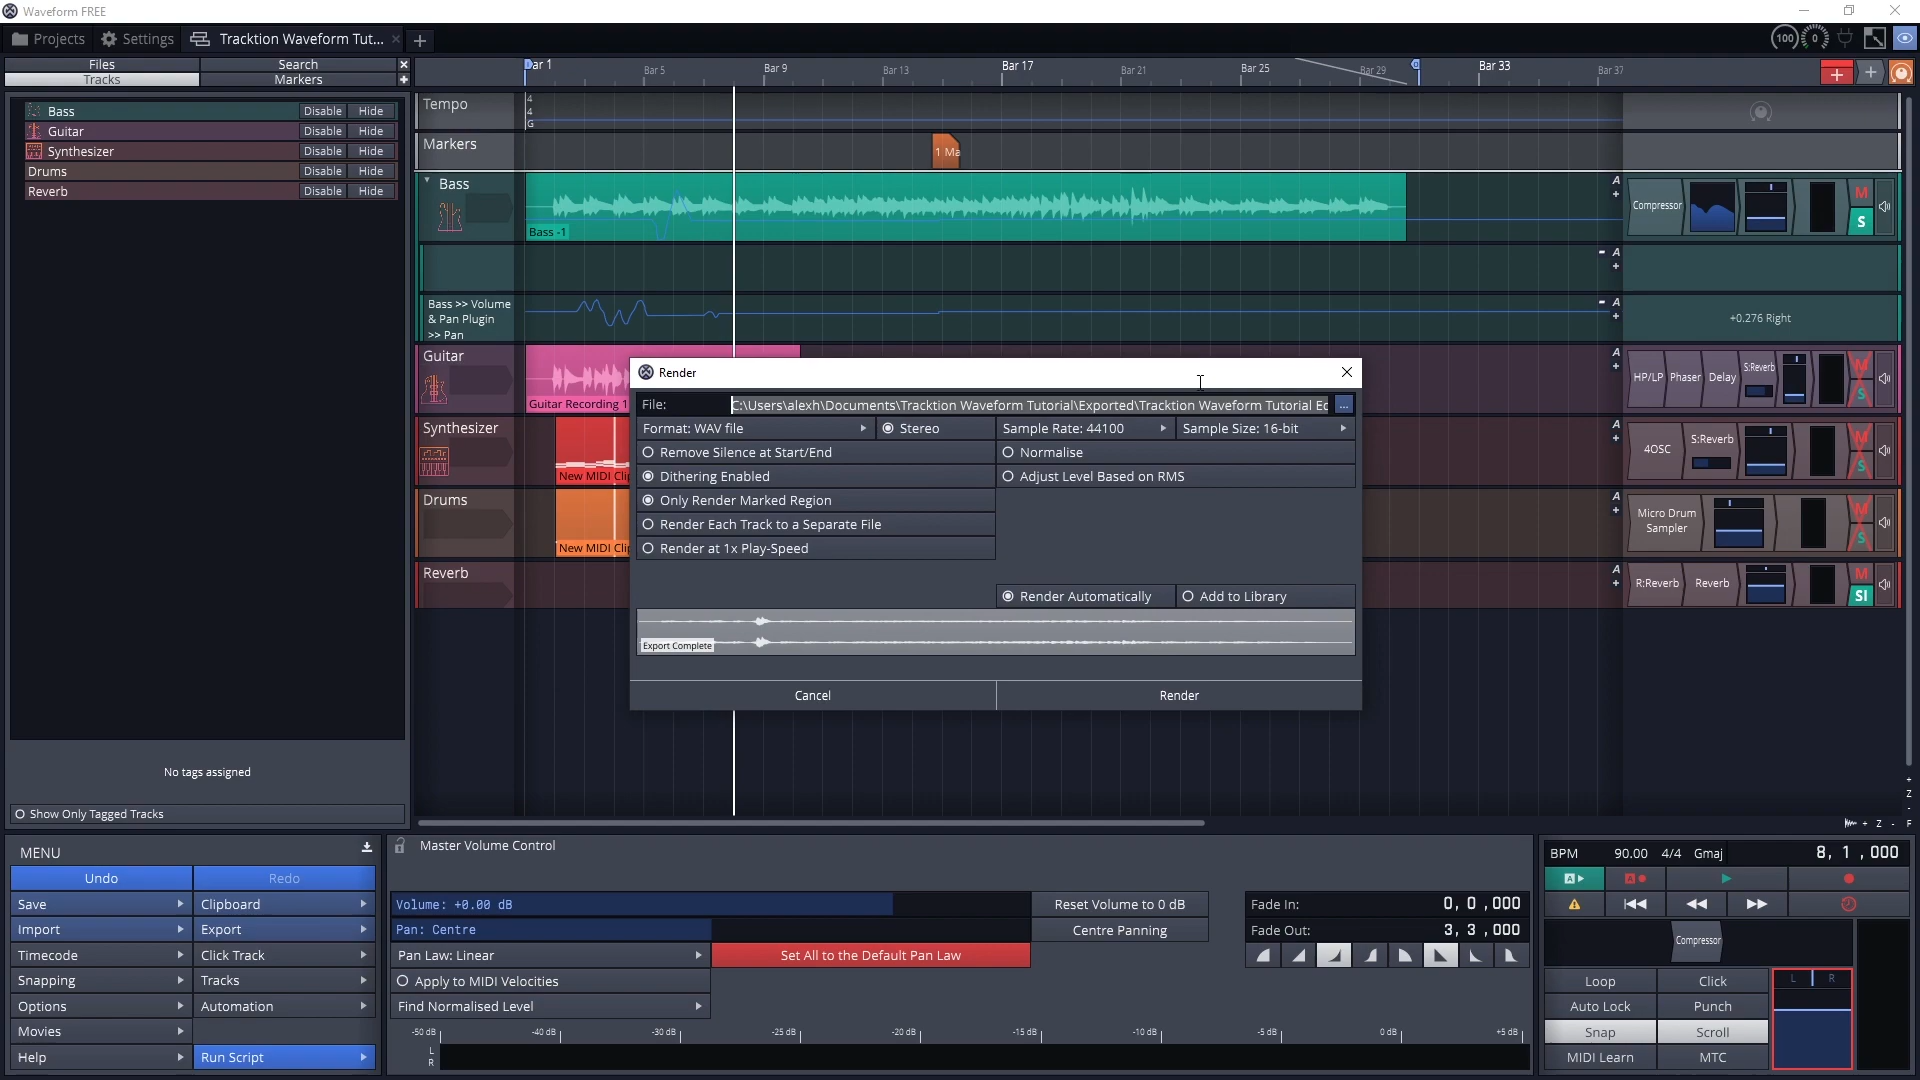 Waveform FREE
Projects
Settings
Tracktion Waveform Tut...
100
0
Files
Search
Tracks
Markers
Bass Disable Hide
Guitar Disable Hide
Synthesizer Disable Hide
Drums Disable Hide
Reverb Disable Hide
No tags assigned
Show Only Tagged Tracks
Bar 1
Bar 5
Bar 9
Bar 13
Bar 17
Bar 21
Bar 25
Bar 29
Bar 33
Bar 37
Tempo
4
4
G
Markers
1 Ma
Bass
Bass -1
A
Compressor
M
S
A
Bass >> Volume
& Pan Plugin
>> Pan
A
+0.276 Right
Guitar
Guitar Recording 1
A
HP/LP
Phaser
Delay
S:Reverb
M
S
Synthesizer
New MIDI Cli
A
4OSC
S:Reverb
M
S
Drums
New MIDI Cli
A
Micro Drum
Sampler
M
S
Reverb
A
R:Reverb
Reverb
M
SI
Render
File: C:\Users\alexh\Documents\Tracktion Waveform Tutorial\Exported\Tracktion Waveform Tutorial Ec
...
Format: WAV file
Stereo
Sample Rate: 44100
Sample Size: 16-bit
Remove Silence at Start/End
Normalise
Dithering Enabled
Adjust Level Based on RMS
Only Render Marked Region
Render Each Track to a Separate File
Render at 1x Play-Speed
Render Automatically
Add to Library
Export Complete
Cancel
Render
Z
Z
F
MENU
Undo
Redo
Save
Clipboard
Import
Export
Timecode
Click Track
Snapping
Tracks
Options
Automation
Movies
Help
Run Script
Master Volume Control
Volume: +0.00 dB
Reset Volume to 0 dB
Pan: Centre
Centre Panning
Pan Law: Linear
Set All to the Default Pan Law
Apply to MIDI Velocities
Find Normalised Level
Fade In: 0, 0 ,000
Fade Out: 3, 3 ,000
-50 dB
-40 dB
-30 dB
-25 dB
-20 dB
-15 dB
-10 dB
-5 dB
0 dB
+5 dB
L
R
BPM 90.00 4/4 Gmaj 8, 1 ,000
A
A
Compressor
Loop
Click
Auto Lock
Punch
Snap
Scroll
MIDI Learn
MTC
L
R